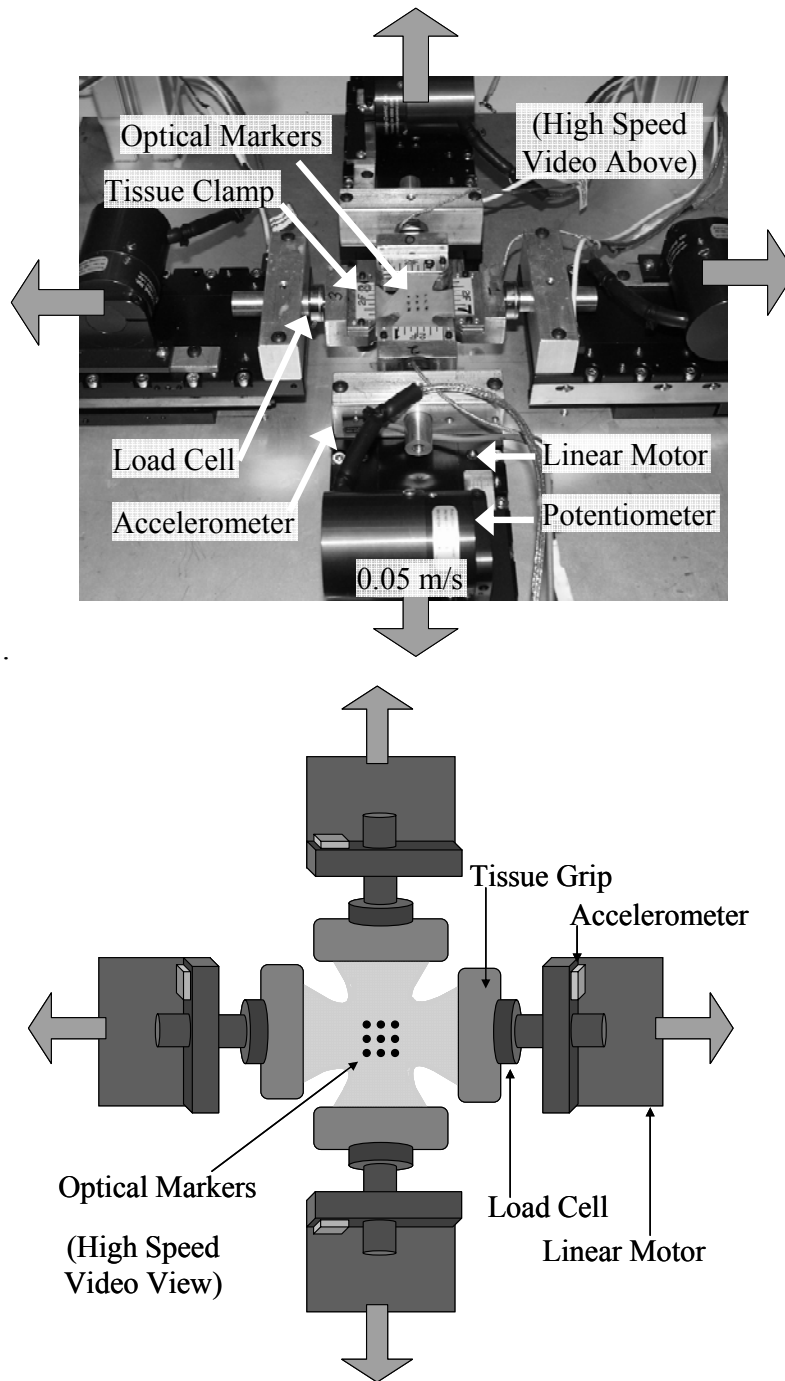 Optical Markers
(High Speed
Video Above)
Tissue Clamp
Load Cell
Linear Motor
Accelerometer
Potentiometer
0.05 m/s
.
Tissue Grip
Accelerometer
Optical Markers
Load Cell
(High Speed
Video View)
Linear Motor